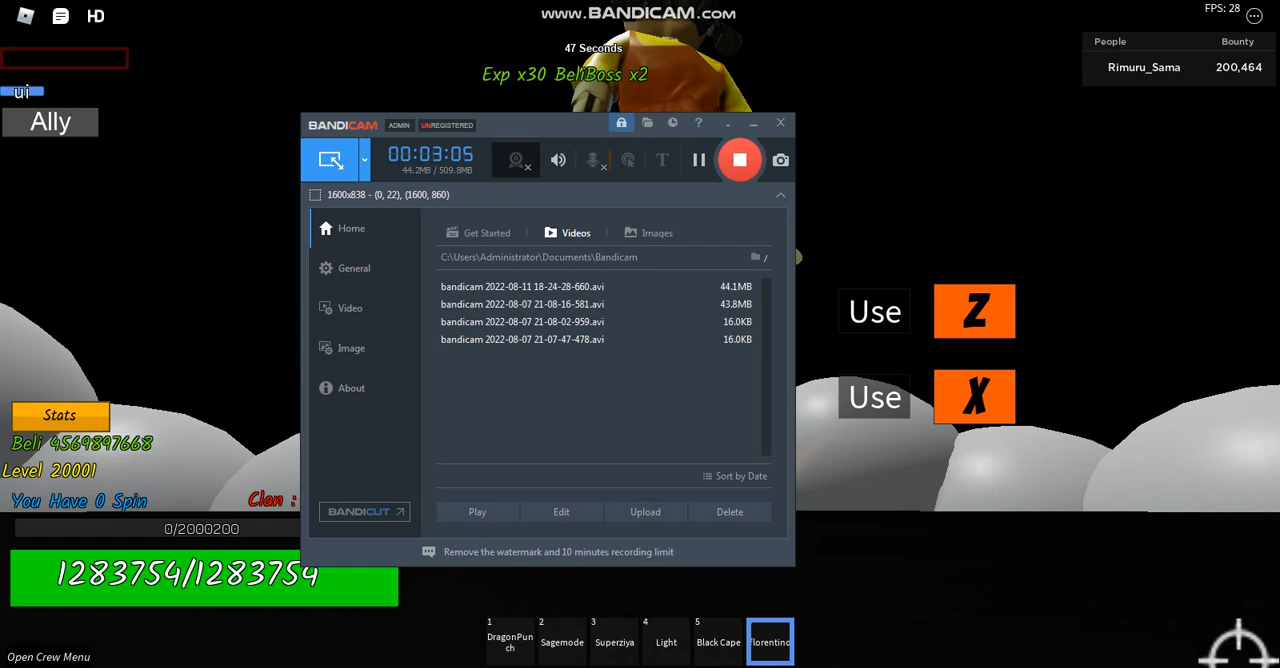 www.BANDICAM.com
HD
FPS: 28
47 Seconds
Exp x30 BeliBoss x2
People Bounty
Rimuru_Sama 200,464
ui
Ally
BANDICAM ADMIN UNREGISTERED ?
00:03:05
44.2MB / 509.8MB
T
1600x838 - (0, 22), (1600, 860)
Home
General
Video
Image
About
Get Started Videos Images
C:\Users\Administrator\Documents\Bandicam /
bandicam 2022-08-11 18-24-28-660.avi 44.1MB
bandicam 2022-08-07 21-08-16-581.avi 43.8MB
bandicam 2022-08-07 21-08-02-959.avi 16.0KB
bandicam 2022-08-07 21-07-47-478.avi 16.0KB
Sort by Date
BANDICUT
Play Edit Upload Delete
Remove the watermark and 10 minutes recording limit
Use Z
Use X
Stats
Beli 4569897668
Level 20001
You Have 0 Spin
Clan :
0/2000200
1283754/1283754
Open Crew Menu
1 DragonPun
ch
2 Sagemode
3 Superziya
4 Light
5 Black Cape
Florentino